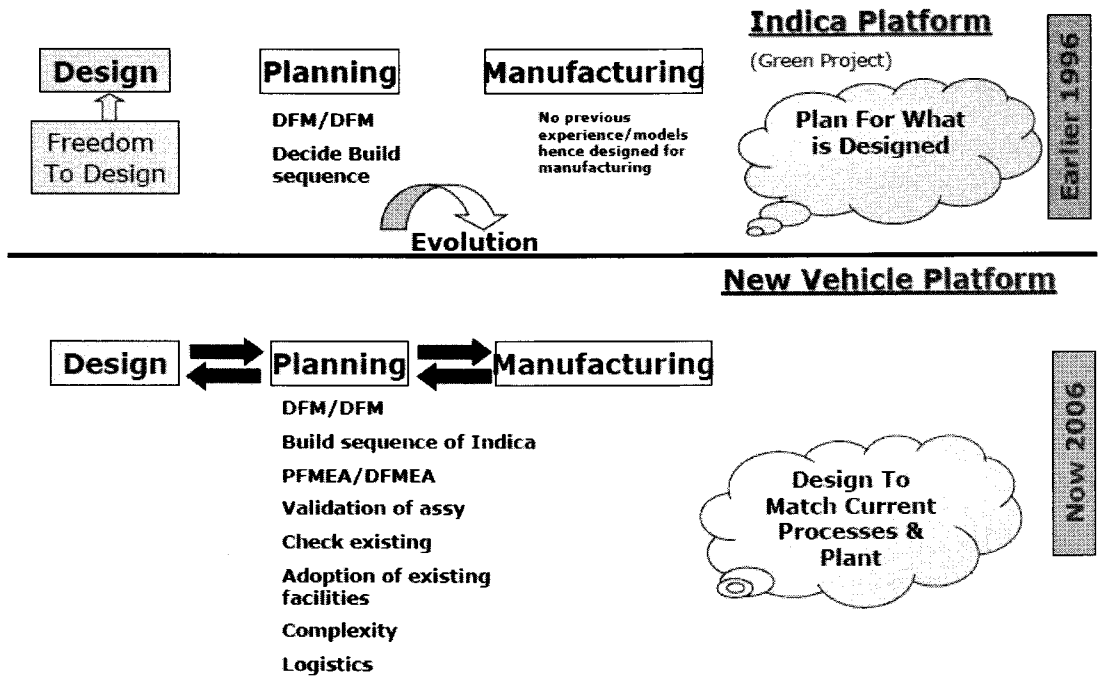 Indica Platform
(Green Project)
Design
Planning
Manufacturing
Freedom
To Design
DFM/DFM
Decide Build
sequence
No previous
experience/models
hence designed for
manufacturing
Plan For What
is Designed
Earlier 1996
Evolution
New Vehicle Platform
Design
Planning
Manufacturing
DFM/DFM
Build sequence of Indica
PFMEA/DFMEA
Validation of assy
Check existing
Adoption of existing
facilities
Complexity
Logistics
Design To
Match Current
Processes &
Plant
Now 2006